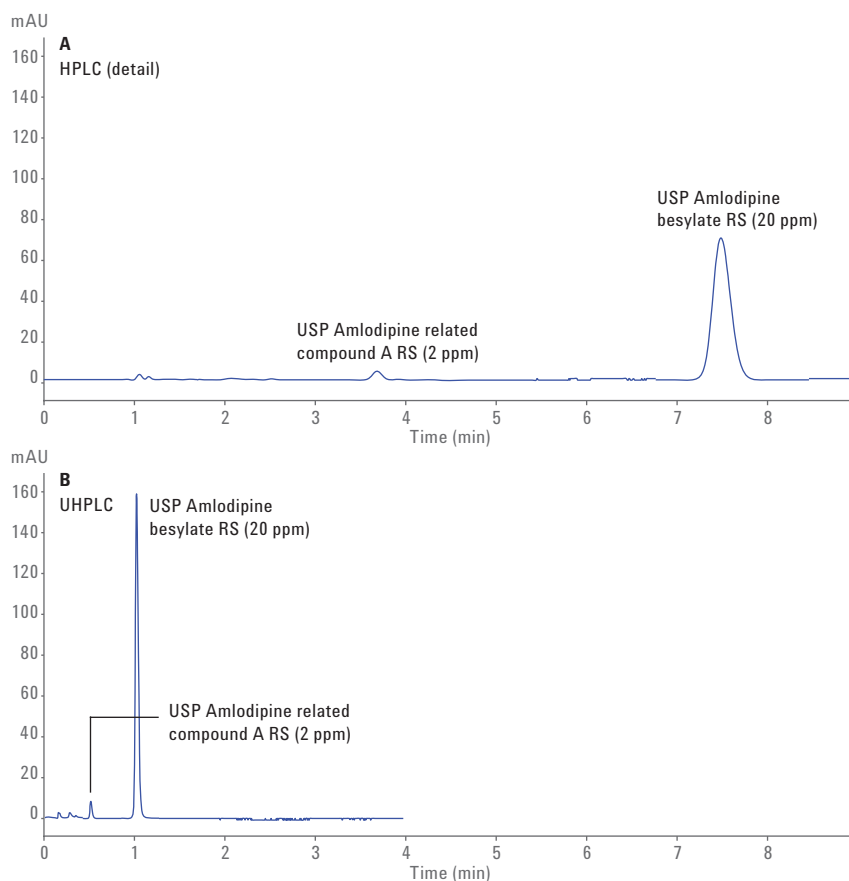 mAU
A
HPLC (detail)
160
140
120
100
80
60
40
20
0
USP Amlodipine
besylate RS (20 ppm)
USP Amlodipine related
compound A RS (2 ppm)
0 1 2 3 4 5 6 7 8
Time (min)
mAU
B
UHPLC
160
140
120
100
80
60
40
20
0
USP Amlodipine
besylate RS (20 ppm)
USP Amlodipine related
compound A RS (2 ppm)
0 1 2 3 4 5 6 7 8
Time (min)